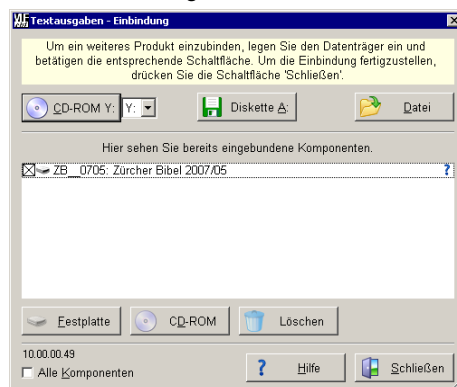 Textausgaben - Einbindung
Um ein weiteres Produkt einzubinden, legen Sie den Datenträger ein und
betätigen die entsprechende Schaltfläche. Um die Einbindung fertigzustellen,
drücken Sie die Schaltfläche 'Schließen'.
CD-ROM Y: Y: Diskette A: Datei
Hier sehen Sie bereits eingebundene Komponenten.
ZB__0705: Zürcher Bibel 2007/05 ?
Festplatte CD-ROM Löschen
10.00.00.49
Alle Komponenten ? Hilfe Schließen